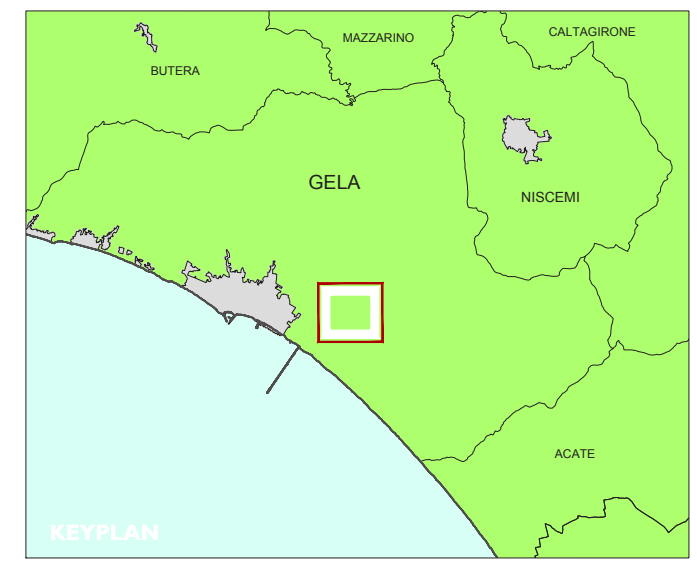 CALTAGIRONE
MAZZARINO
BUTERA
GELA
NISCEMI
ACATE
KEYPLAN